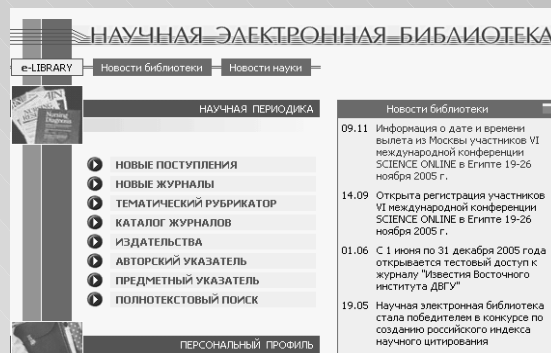 НАУЧНАЯ ЭЛЕКТРОННАЯ БИБЛИОТЕКА
e-LIBRARY Новости библиотеки Новости науки
НАУЧНАЯ ПЕРИОДИКА
НОВЫЕ ПОСТУПЛЕНИЯ
НОВЫЕ ЖУРНАЛЫ
ТЕМАТИЧЕСКИЙ РУБРИКАТОР
КАТАЛОГ ЖУРНАЛОВ
ИЗДАТЕЛЬСТВА
АВТОРСКИЙ УКАЗАТЕЛЬ
ПРЕДМЕТНЫЙ УКАЗАТЕЛЬ
ПОЛНОТЕКСТОВЫЙ ПОИСК
ПЕРСОНАЛЬНЫЙ ПРОФИЛЬ
Новости библиотеки
09.11 Информация о дате и времени
вылета из Москвы участников VI
международной конференции
SCIENCE ONLINE в Египте 19-26
ноября 2005 г.
14.09 Открыта регистрация участников
VI международной конференции
SCIENCE ONLINE в Египте 19-26
ноября 2005 г.
01.06 С 1 июня по 31 декабря 2005 года
открывается тестовый доступ к
журналу "Известия Восточного
института ДВГУ"
19.05 Научная электронная библиотека
стала победителем в конкурсе по
созданию российского индекса
научного цитирования